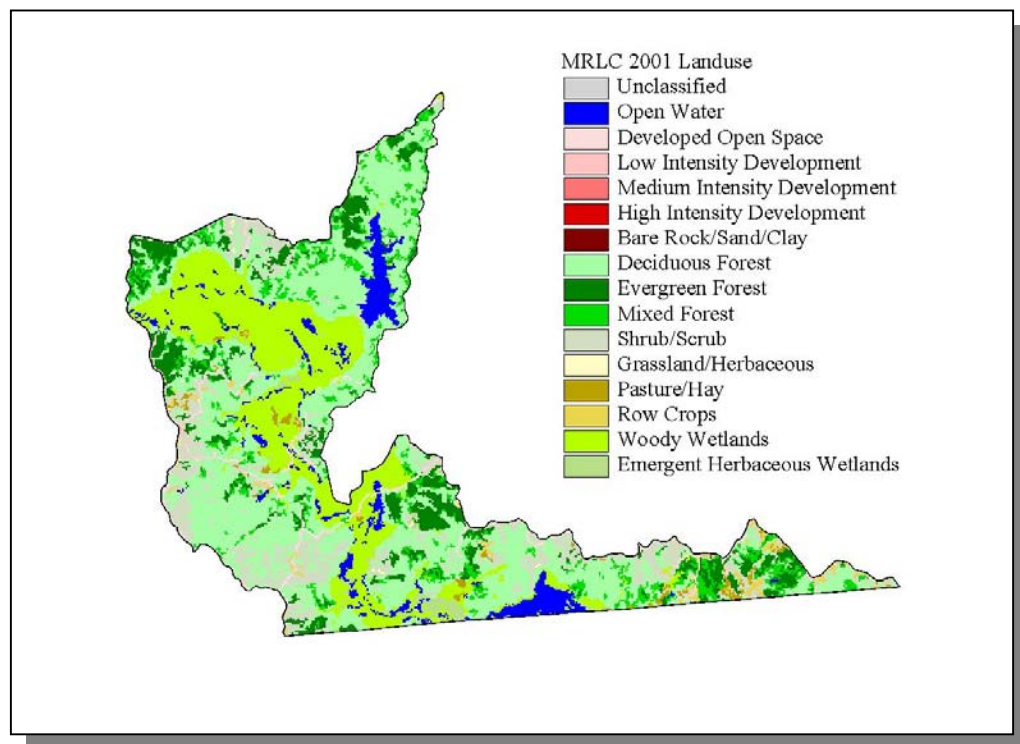 MRLC 2001 Landuse
Unclassified
Open Water
Developed Open Space
Low Intensity Development
Medium Intensity Development
High Intensity Development
Bare Rock/Sand/Clay
Deciduous Forest
Evergreen Forest
Mixed Forest
Shrub/Scrub
Grassland/Herbaceous
Pasture/Hay
Row Crops
Woody Wetlands
Emergent Herbaceous Wetlands